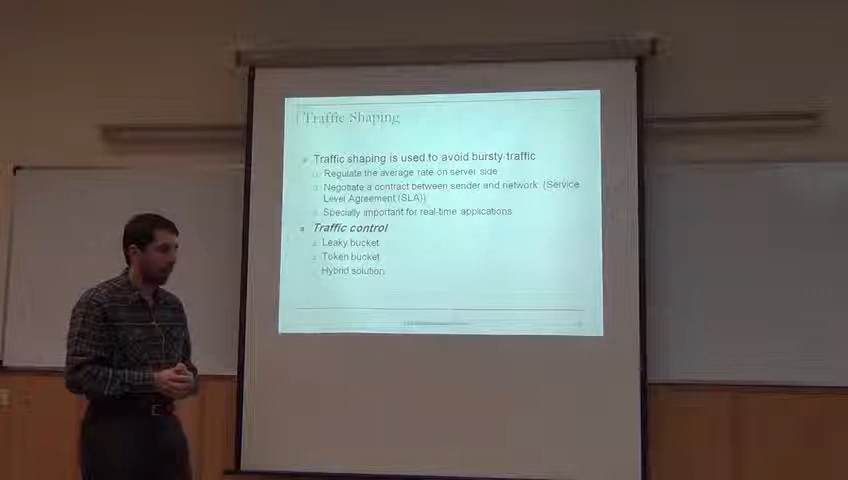 Traffic Shaping
Traffic shaping is used to avoid bursty traffic
Regulate the average rate on server side
Negotiate a contract between sender and network (Service
Level Agreement (SLA))
Specially important for real-time applications
Traffic control
Leaky bucket
Token bucket
Hybrid solution